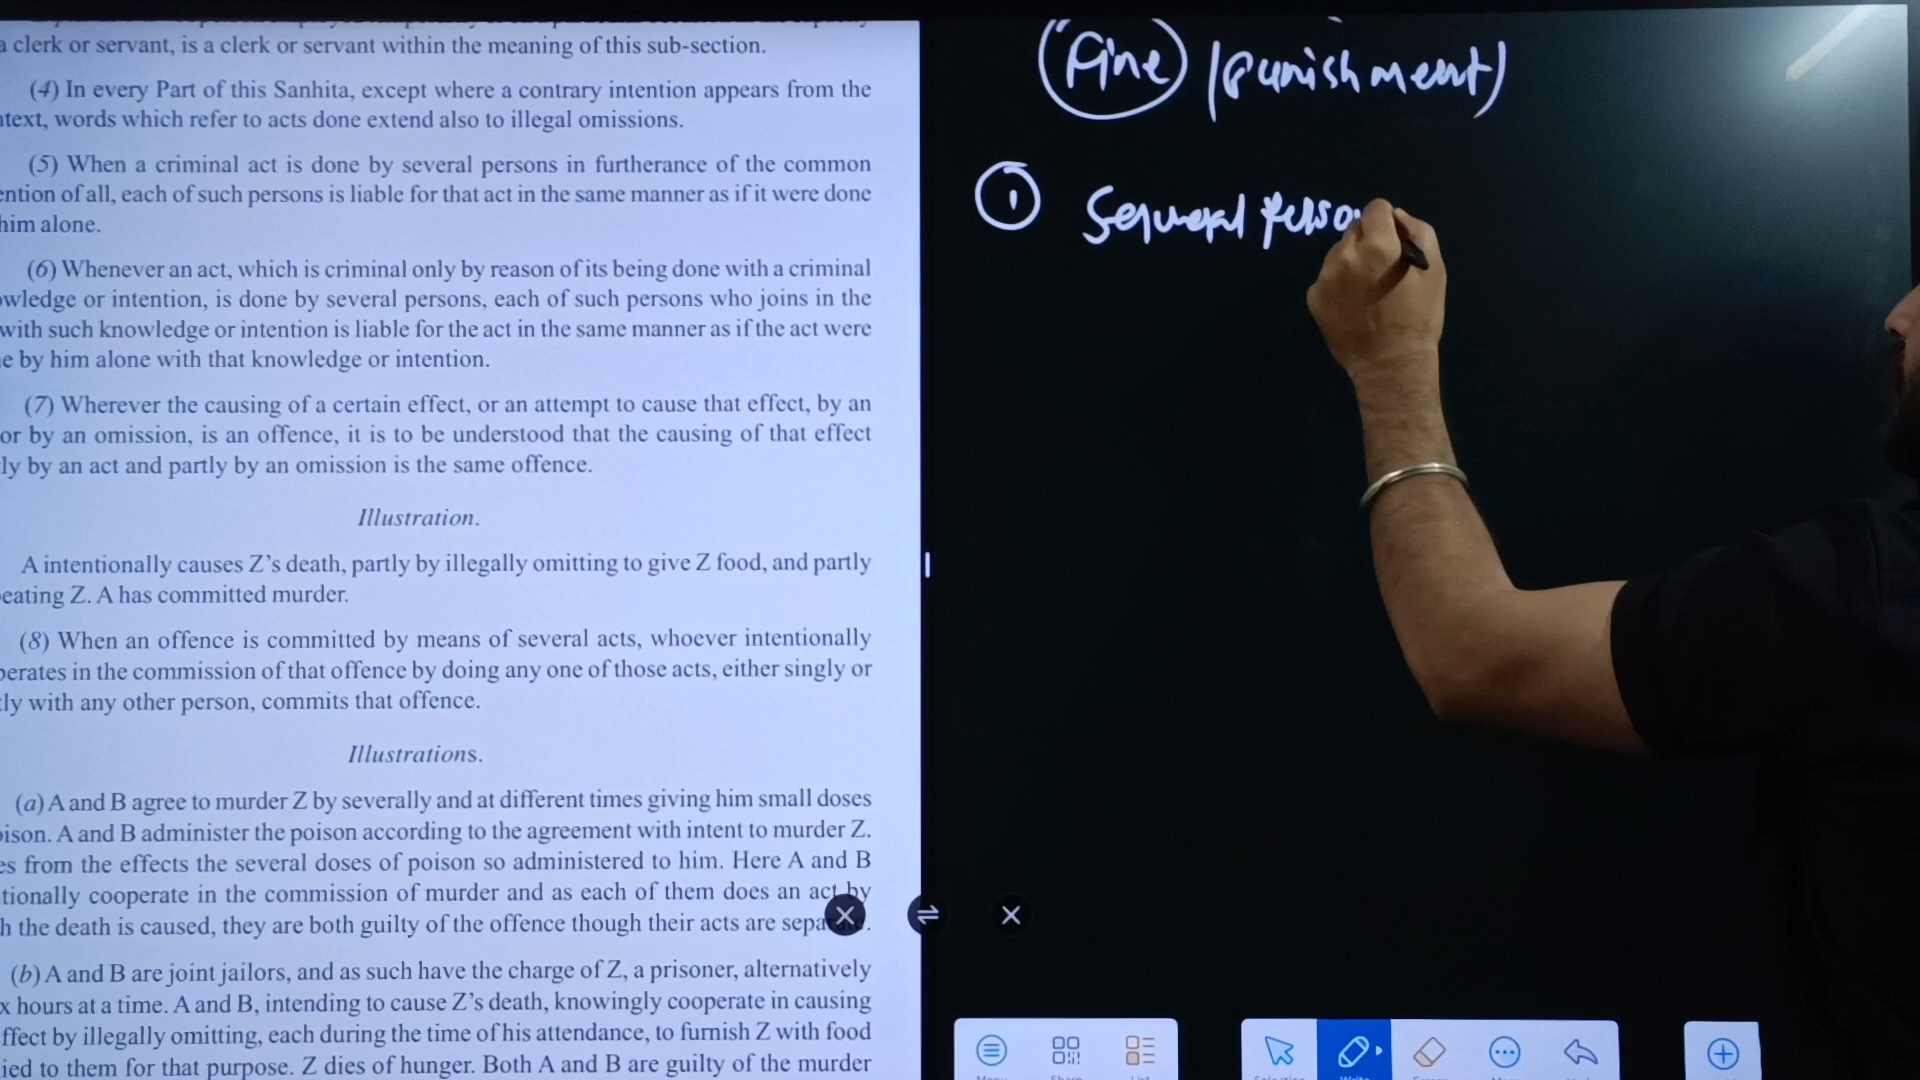 a clerk or servant, is a clerk or servant within the meaning of this sub-section.
(4) In every Part of this Sanhita, except where a contrary intention appears from the
ntext, words which refer to acts done extend also to illegal omissions.
(5) When a criminal act is done by several persons in furtherance of the common
ention of all, each of such persons is liable for that act in the same manner as if it were done
him alone.
(6) Whenever an act, which is criminal only by reason of its being done with a criminal
owledge or intention, is done by several persons, each of such persons who joins in the
with such knowledge or intention is liable for the act in the same manner as if the act were
e by him alone with that knowledge or intention.
(7) Wherever the causing of a certain effect, or an attempt to cause that effect, by an
or by an omission, is an offence, it is to be understood that the causing of that effect
ly by an act and partly by an omission is the same offence.
Illustration.
A intentionally causes Z's death, partly by illegally omitting to give Z food, and partly
eating Z. A has committed murder.
(8) When an offence is committed by means of several acts, whoever intentionally
perates in the commission of that offence by doing any one of those acts, either singly or
tly with any other person, commits that offence.
Illustrations.
(a) A and B agree to murder Z by severally and at different times giving him small doses
oison. A and B administer the poison according to the agreement with intent to murder Z.
es from the effects the several doses of poison so administered to him. Here A and B
tionally cooperate in the commission of murder and as each of them does an act by
h the death is caused, they are both guilty of the offence though their acts are separate.
(b) A and B are joint jailors, and as such have the charge of Z, a prisoner, alternatively
x hours at a time. A and B, intending to cause Z's death, knowingly cooperate in causing
ffect by illegally omitting, each during the time of his attendance, to furnish Z with food
ied to them for that purpose. Z dies of hunger. Both A and B are guilty of the murder
(Fine) (punishment)
1 Several perso